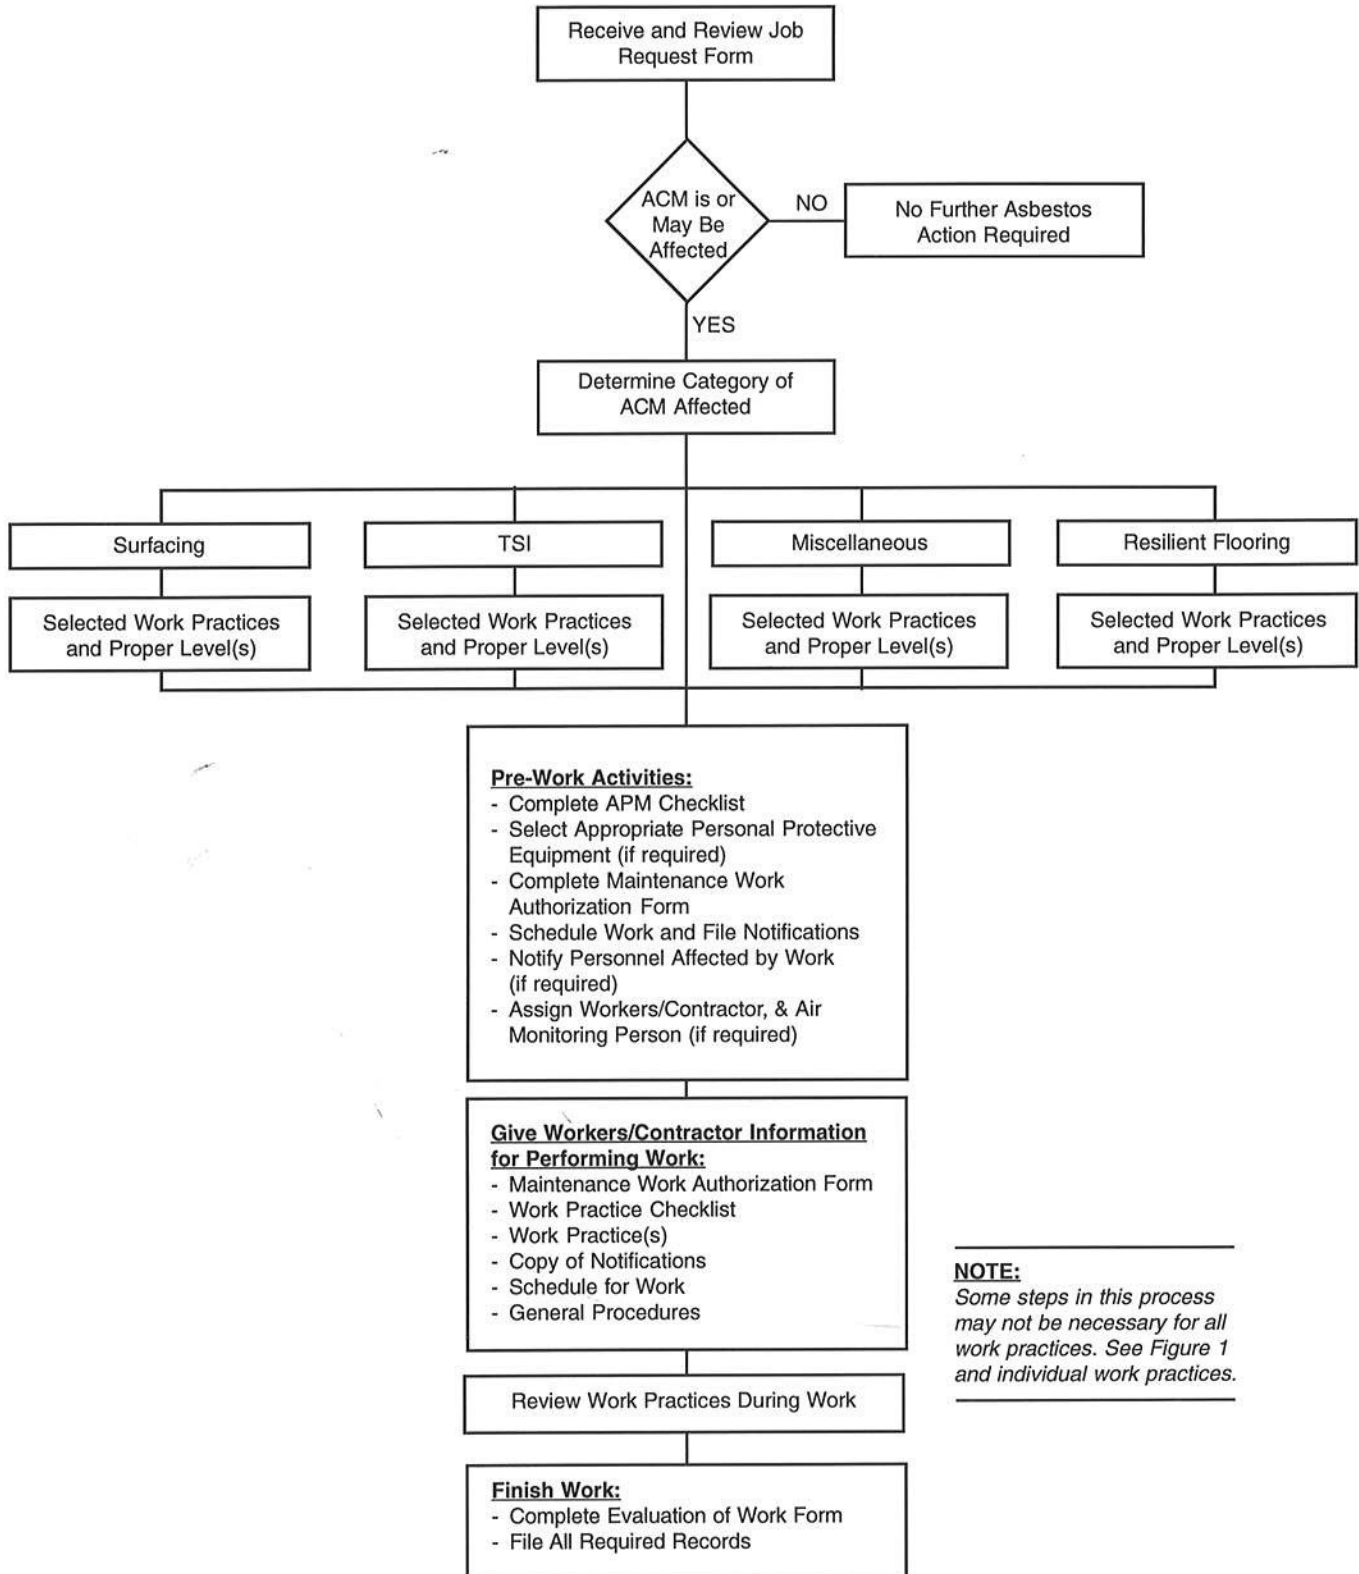 Receive and Review Job
Request Form
ACM is or
May Be
Affected
NO
No Further Asbestos
Action Required
YES
Determine Category of
ACM Affected
Surfacing
TSI
Miscellaneous
Resilient Flooring
Selected Work Practices
and Proper Level(s)
Selected Work Practices
and Proper Level(s)
Selected Work Practices
and Proper Level(s)
Selected Work Practices
and Proper Level(s)
Pre-Work Activities:
- Complete APM Checklist
- Select Appropriate Personal Protective
Equipment (if required)
- Complete Maintenance Work
Authorization Form
- Schedule Work and File Notifications
- Notify Personnel Affected by Work
(if required)
- Assign Workers/Contractor, & Air
Monitoring Person (if required)
Give Workers/Contractor Information
for Performing Work:
- Maintenance Work Authorization Form
- Work Practice Checklist
- Work Practice(s)
- Copy of Notifications
- Schedule for Work
- General Procedures
NOTE:
Some steps in this process
may not be necessary for all
work practices. See Figure 1
and individual work practices.
Review Work Practices During Work
Finish Work:
- Complete Evaluation of Work Form
- File All Required Records